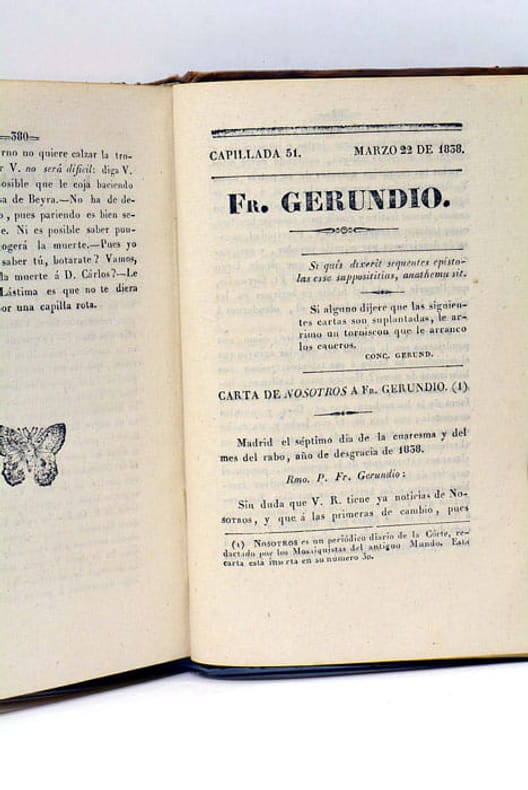 =380=
rno no quiere calzar la tro-
r V. no será dificil: diga V.
osible que le coja haciendo
sa de Beyra.—No ha de de-
o, pues pariendo es bien se-
e. Ni es posible saber pun-
ogerá la muerte.—Pues yo
saber tú, botarate? Vamos,
la muerte á D. Cárlos?—Le
Lástima es que no te diera
or una capilla rota.
CAPILLADA 51. MARZO 22 DE 1838.
FR. GERUNDIO.
Si quis dixerit sequentes episto-
las esse supposititias, anathema sit.
Si alguno dijere que las siguien-
tes cartas son suplantadas, le ar-
rimo un torniscon que le arranco
los caueros.
CONC. GERUND.
CARTA DE NOSOTROS A FR. GERUNDIO. (1)
Madrid el séptimo dia de la cuaresma y del
mes del rabo, año de desgracia de 1838.
Rmo. P. Fr. Gerundio:
Sin duda que V. R. tiene ya noticias de No-
SOTROS, y que á las primeras de cambio, pues
(1) NOSOTROS es un periódico diario de la Córte, re-
dactado por los Mosaiquistas del antiguo Mundo. Esta
carta está inserta en su número 30.